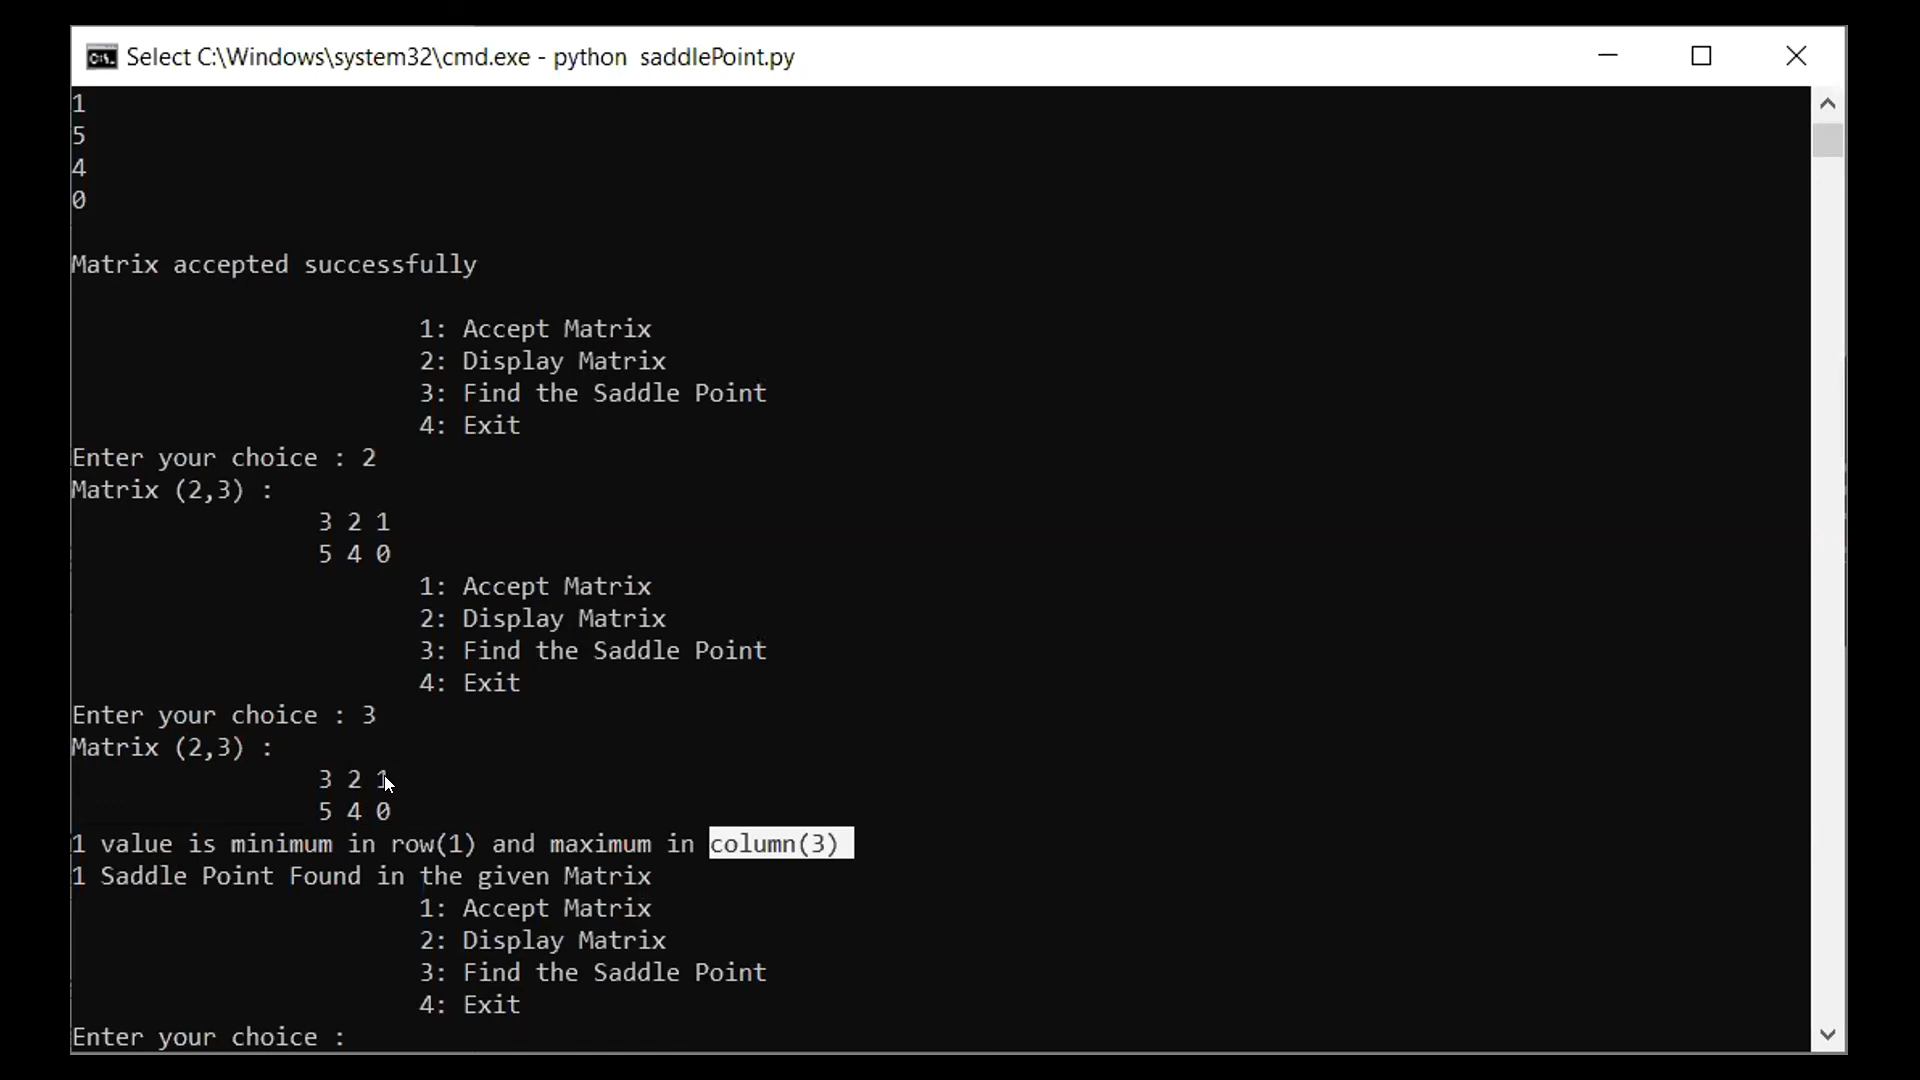 Select C:\Windows\system32\cmd.exe - python  saddlePoint.py
1
5
4
0
Matrix accepted successfully
1: Accept Matrix
2: Display Matrix
3: Find the Saddle Point
4: Exit
Enter your choice : 2
Matrix (2,3) :
3 2 1
5 4 0
1: Accept Matrix
2: Display Matrix
3: Find the Saddle Point
4: Exit
Enter your choice : 3
Matrix (2,3) :
3 2 1
5 4 0
1 value is minimum in row(1) and maximum in column(3)
1 Saddle Point Found in the given Matrix
1: Accept Matrix
2: Display Matrix
3: Find the Saddle Point
4: Exit
Enter your choice :